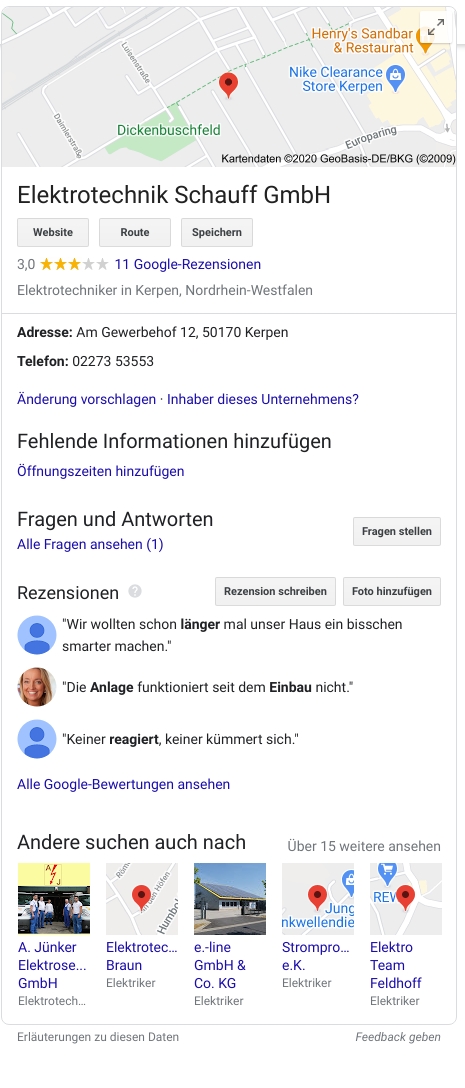 Henry's Sandbar
& Restaurant
Luisenstraße
Nike Clearance
Store Kerpen
Daimlerstraße
Dickenbuschfeld
Europaring
Kartendaten ©2020 GeoBasis-DE/BKG (©2009)
Elektrotechnik Schauff GmbH
Website Route Speichern
3,0 11 Google-Rezensionen
Elektrotechniker in Kerpen, Nordrhein-Westfalen
Adresse: Am Gewerbehof 12, 50170 Kerpen
Telefon: 02273 53553
Änderung vorschlagen · Inhaber dieses Unternehmens?
Fehlende Informationen hinzufügen
Öffnungszeiten hinzufügen
Fragen und Antworten
Fragen stellen
Alle Fragen ansehen (1)
Rezensionen ? Rezension schreiben Foto hinzufügen
"Wir wollten schon länger mal unser Haus ein bisschen
smarter machen."
"Die Anlage funktioniert seit dem Einbau nicht."
"Keiner reagiert, keiner kümmert sich."
Alle Google-Bewertungen ansehen
Andere suchen auch nach Über 15 weitere ansehen
Humbol
REW
Jung
nkwellendie
A. Jünker Elektrotec... e.-line Strompro... Elektro
Elektrose... Braun GmbH & e.K. Team
GmbH Elektriker Co. KG Elektriker Feldhoff
Elektrotech... Elektriker Elektriker
Erläuterungen zu diesen Daten Feedback geben